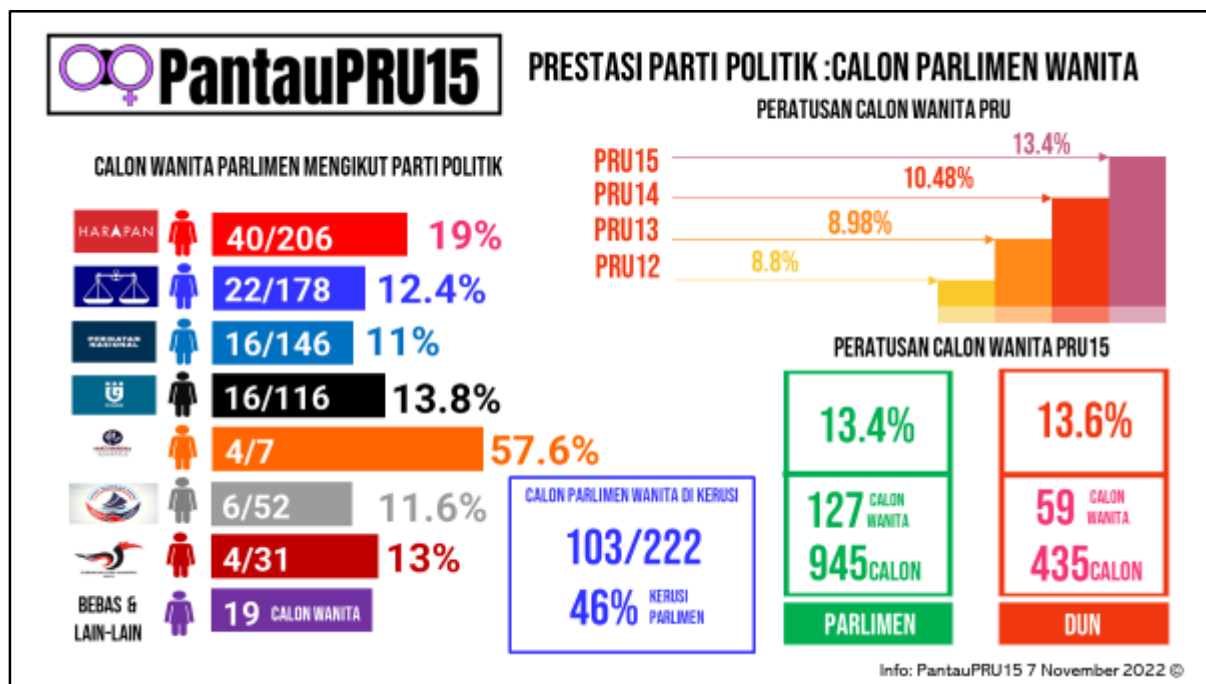 PantauPRU15
PRESTASI PARTI POLITIK :CALON PARLIMEN WANITA
PERATUSAN CALON WANITA PRU
PRU15
13.4%
PRU14
10.48%
PRU13
8.98%
PRU12
8.8%
CALON WANITA PARLIMEN MENGIKUT PARTI POLITIK
HARAPAN
40/206
19%
22/178
12.4%
PERIKATAN
NASIONAL
16/146
11%
16/116
13.8%
4/7
57.6%
6/52
11.6%
4/31
13%
BEBAS &
LAIN-LAIN
19 CALON WANITA
CALON PARLIMEN WANITA DI KERUSI
103/222
46% KERUSI
PARLIMEN
PERATUSAN CALON WANITA PRU15
13.4%
127 CALON
WANITA
945 CALON
PARLIMEN
13.6%
59 CALON
WANITA
435 CALON
DUN
Info: PantauPRU15 7 November 2022 ©